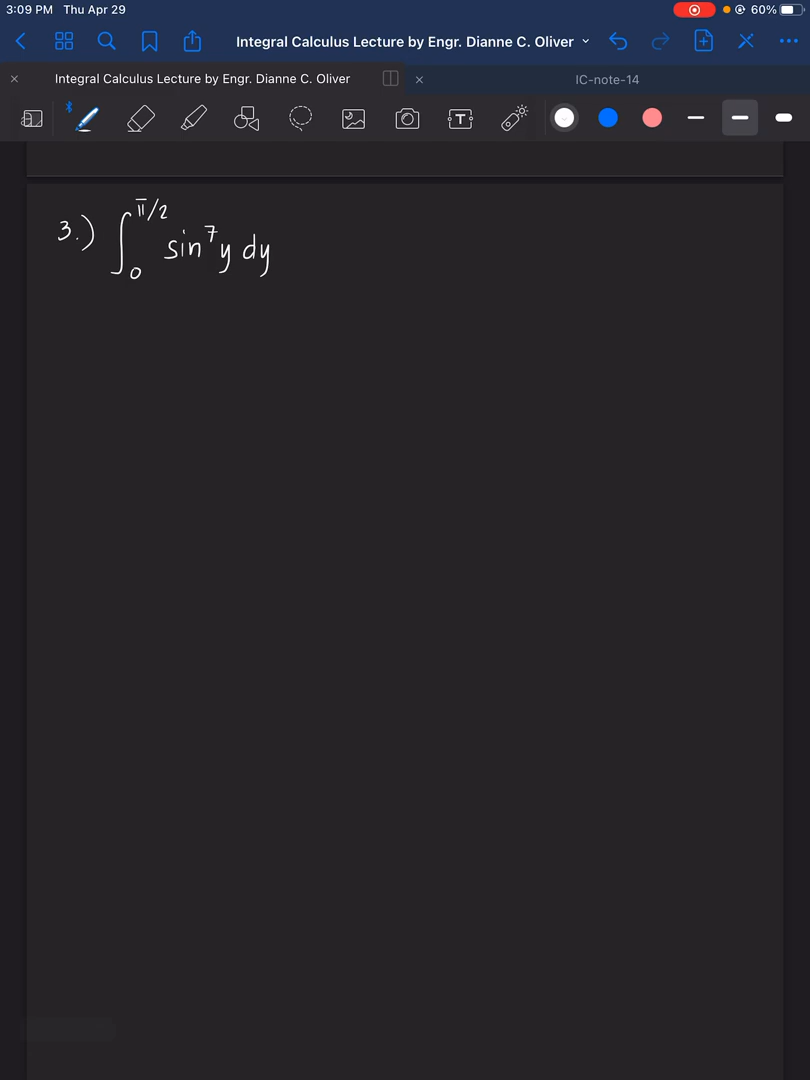 3:09 PM Thu Apr 29 60%
Integral Calculus Lecture by Engr. Dianne C. Oliver
Integral Calculus Lecture by Engr. Dianne C. Oliver IC-note-14
T
3.) ∫₀^π/2 sin⁷y dy